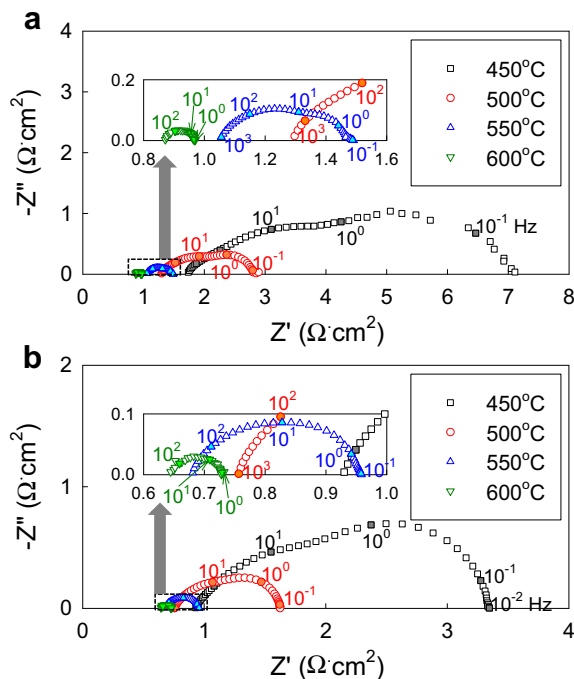 a
4
3
2
1
0
-Z" (Ω·cm²)
450°C
500°C
550°C
600°C
0.2
0.1
0.0
0.8 1.0 1.2 1.4 1.6
10² 10¹ 10² 10¹ 10⁰ 10²
10³ 10³ 10⁻¹
10¹ 10⁰ 10⁻¹ 10¹ 10⁰ 10⁻¹ Hz
0 1 2 3 4 5 6 7 8
Z' (Ω·cm²)
b
2
1
0
-Z" (Ω·cm²)
450°C
500°C
550°C
600°C
0.1
0.0
0.6 0.7 0.8 0.9 1.0
10² 10² 10² 10¹ 10⁰
10¹ 10⁰ 10³ 10⁻¹
10¹ 10⁰ 10⁻¹ 10¹ 10⁰ 10⁻¹
10⁻² Hz
0 1 2 3 4
Z' (Ω·cm²)